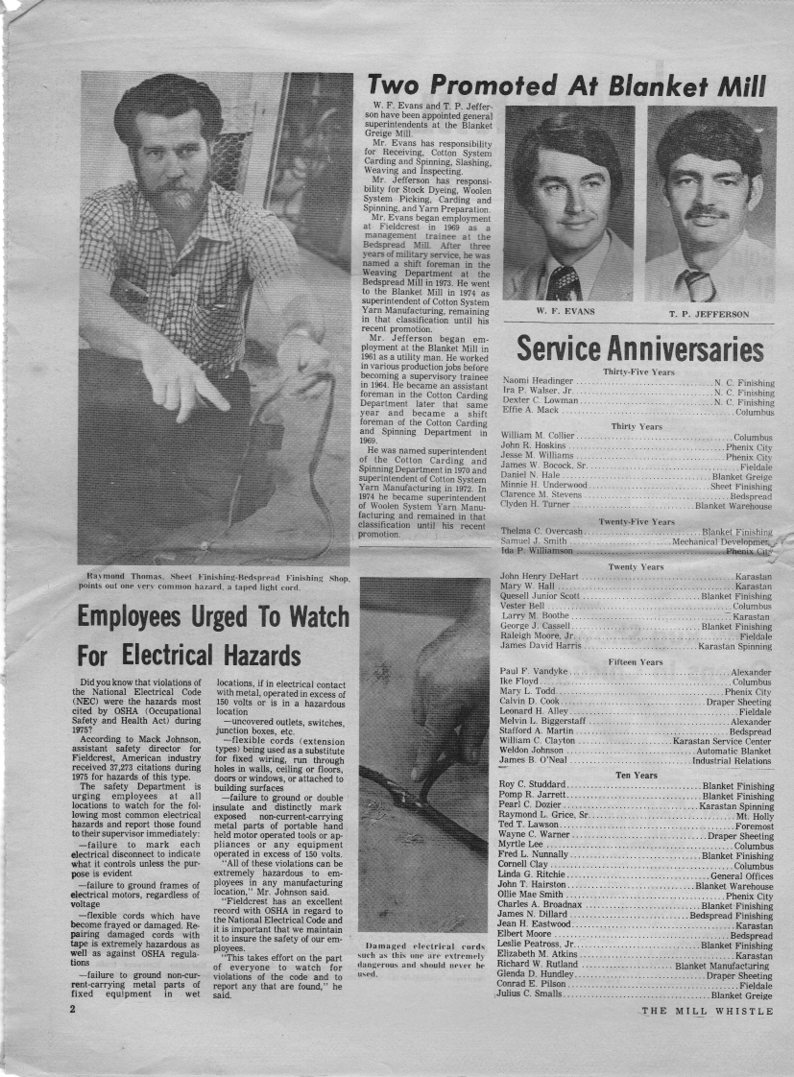 Two Promoted At Blanket Mill
W. F. Evans and T. P. Jeffer-
son have been appointed general
superintendents at the Blanket
Greige Mill.
Mr. Evans has responsibility
for Receiving, Cotton System
Carding and Spinning, Slashing,
Weaving and Inspecting.
Mr. Jefferson has responsi-
bility for Stock Dyeing, Woolen
System Picking, Carding and
Spinning, and Yarn Preparation.
Mr. Evans began employment
at Fieldcrest in 1969 as a
management trainee at the
Bedspread Mill. After three
years of military service, he was
named a shift foreman in the
Weaving Department at the
Bedspread Mill in 1973. He went
to the Blanket Mill in 1974 as
superintendent of Cotton System
Yarn Manufacturing, remaining
in that classification until his
recent promotion.
Mr. Jefferson began em-
ployment at the Blanket Mill in
1961 as a utility man. He worked
in various production jobs before
becoming a supervisory trainee
in 1964. He became an assistant
foreman in the Cotton Carding
Department later that same
year and became a shift
foreman of the Cotton Carding
and Spinning Department in
1969.
He was named superintendent
of the Cotton Carding and
Spinning Department in 1970 and
superintendent of Cotton System
Yarn Manufacturing in 1972. In
1974 he became superintendent
of Woolen System Yarn Manu-
facturing and remained in that
classification until his recent
promotion.
W. F. EVANS
T. P. JEFFERSON
Service Anniversaries
Thirty-Five Years
Naomi Headinger N. C. Finishing
Ira P. Walser, Jr. N. C. Finishing
Dexter C. Lowman N. C. Finishing
Effie A. Mack Columbus
Thirty Years
William M. Collier Columbus
John R. Hoskins Phenix City
Jesse M. Williams Phenix City
James W. Bocock, Sr. Fieldale
Daniel N. Hale Blanket Greige
Minnie H. Underwood Sheet Finishing
Clarence M. Stevens Bedspread
Clyden H. Turner Blanket Warehouse
Twenty-Five Years
Thelma C. Overcash Blanket Finishing
Samuel J. Smith Mechanical Developmen
Ida P. Williamson Phenix City
Twenty Years
John Henry DeHart Karastan
Mary W. Hall Karastan
Quesell Junior Scott Blanket Finishing
Vester Bell Columbus
Larry M. Boothe Karastan
George J. Cassell Blanket Finishing
Raleigh Moore, Jr. Fieldale
James David Harris Karastan Spinning
Fifteen Years
Paul F. Vandyke Alexander
Ike Floyd Columbus
Mary L. Todd Phenix City
Calvin D. Cook Draper Sheeting
Leonard H. Alley Fieldale
Melvin L. Biggerstaff Alexander
Stafford A. Martin Bedspread
William C. Clayton Karastan Service Center
Weldon Johnson Automatic Blanket
James B. O'Neal Industrial Relations
Ten Years
Roy C. Studdard Blanket Finishing
Pomp R. Jarrett Blanket Finishing
Pearl C. Dozier Karastan Spinning
Raymond L. Grice, Sr. Mt. Holly
Ted T. Lawson Foremost
Wayne C. Warner Draper Sheeting
Myrtle Lee Columbus
Fred L. Nunnally Blanket Finishing
Cornell Clay Columbus
Linda G. Ritchie General Offices
John T. Hairston Blanket Warehouse
Ollie Mae Smith Phenix City
Charles A. Broadnax Blanket Finishing
James N. Dillard Bedspread Finishing
Jean H. Eastwood Karastan
Elbert Moore Bedspread
Leslie Peatross, Jr. Blanket Finishing
Elizabeth M. Atkins Karastan
Richard W. Rutland Blanket Manufacturing
Glenda D. Hundley Draper Sheeting
Conrad E. Pilson Fieldale
Julius C. Smalls Blanket Greige
Raymond Thomas, Sheet Finishing-Bedspread Finishing Shop,
points out one very common hazard, a taped light cord.
Employees Urged To Watch
For Electrical Hazards
Did you know that violations of
the National Electrical Code
(NEC) were the hazards most
cited by OSHA (Occupational
Safety and Health Act) during
1975?
According to Mack Johnson,
assistant safety director for
Fieldcrest, American industry
received 37,273 citations during
1975 for hazards of this type.
The safety Department is
urging employees at all
locations to watch for the fol-
lowing most common electrical
hazards and report those found
to their supervisor immediately:
—failure to mark each
electrical disconnect to indicate
what it controls unless the pur-
pose is evident
—failure to ground frames of
electrical motors, regardless of
voltage
—flexible cords which have
become frayed or damaged. Re-
pairing damaged cords with
tape is extremely hazardous as
well as against OSHA regula-
tions
—failure to ground non-cur-
rent-carrying metal parts of
fixed equipment in wet
locations, if in electrical contact
with metal, operated in excess of
150 volts or is in a hazardous
location
—uncovered outlets, switches,
junction boxes, etc.
—flexible cords (extension
types) being used as a substitute
for fixed wiring, run through
holes in walls, ceiling or floors,
doors or windows, or attached to
building surfaces
—failure to ground or double
insulate and distinctly mark
exposed non-current-carrying
metal parts of portable hand
held motor operated tools or ap-
pliances or any equipment
operated in excess of 150 volts.
"All of these violations can be
extremely hazardous to em-
ployees in any manufacturing
location," Mr. Johnson said.
"Fieldcrest has an excellent
record with OSHA in regard to
the National Electrical Code and
it is important that we maintain
it to insure the safety of our em-
ployees.
"This takes effort on the part
of everyone to watch for
violations of the code and to
report any that are found," he
said.
Damaged electrical cords
such as this one are extremely
dangerous and should never be
used.
2
THE MILL WHISTLE